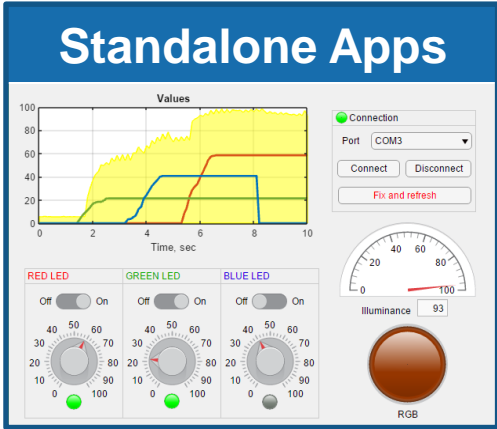 Standalone Apps
Values
100
80
60
40
20
0
0 2 4 6 8 10
Time, sec
Connection
Port COM3
Connect Disconnect
Fix and refresh
0 20 40 60 80 100
Illuminance 93
RGB
RED LED
Off On
0 10 20 30 40 50 60 70 80 90 100
GREEN LED
Off On
0 10 20 30 40 50 60 70 80 90 100
BLUE LED
Off On
0 10 20 30 40 50 60 70 80 90 100